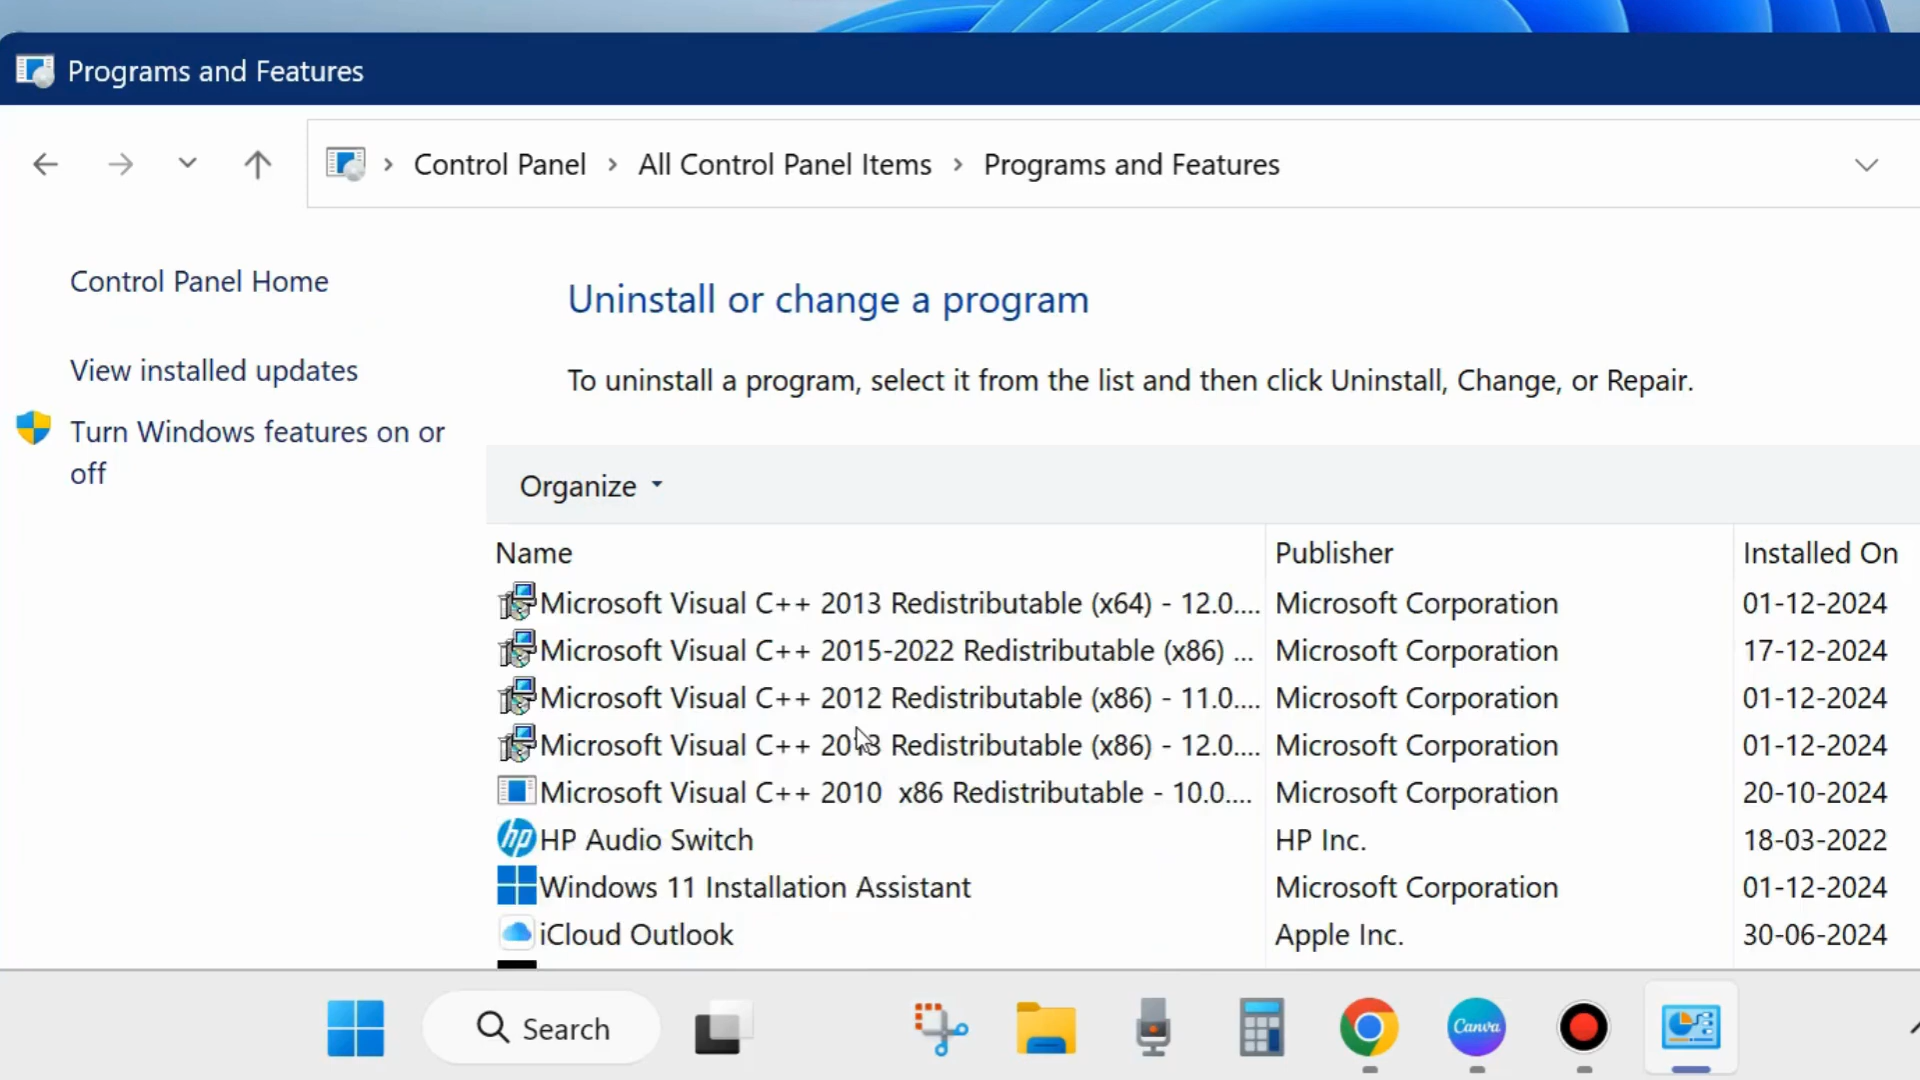 Programs and Features
Control Panel > All Control Panel Items > Programs and Features
Control Panel Home
View installed updates
Turn Windows features on or
off
Uninstall or change a program
To uninstall a program, select it from the list and then click Uninstall, Change, or Repair.
Organize
Name Publisher Installed On
Microsoft Visual C++ 2013 Redistributable (x64) - 12.0.... Microsoft Corporation 01-12-2024
Microsoft Visual C++ 2015-2022 Redistributable (x86) ... Microsoft Corporation 17-12-2024
Microsoft Visual C++ 2012 Redistributable (x86) - 11.0.... Microsoft Corporation 01-12-2024
Microsoft Visual C++ 2013 Redistributable (x86) - 12.0.... Microsoft Corporation 01-12-2024
Microsoft Visual C++ 2010  x86 Redistributable - 10.0.... Microsoft Corporation 20-10-2024
hp HP Audio Switch HP Inc. 18-03-2022
Windows 11 Installation Assistant Microsoft Corporation 01-12-2024
iCloud Outlook Apple Inc. 30-06-2024
Search Canva